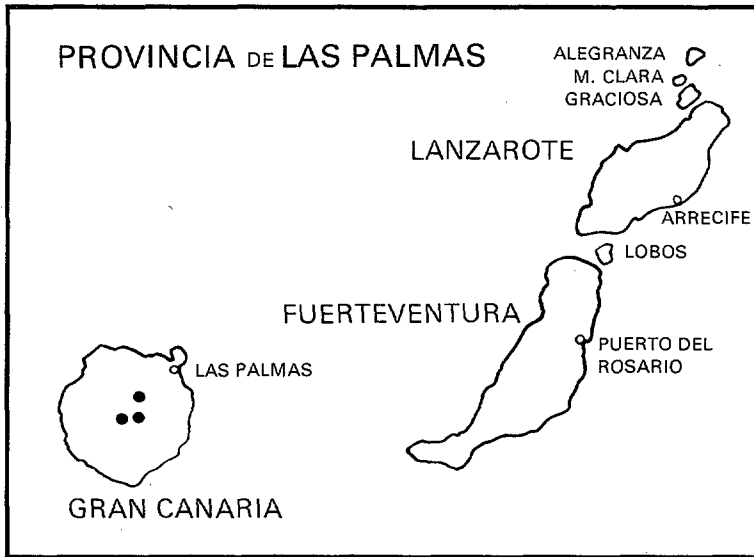 PROVINCIA DE LAS PALMAS
ALEGRANZA
M. CLARA
GRACIOSA
LANZAROTE
ARRECIFE
LOBOS
FUERTEVENTURA
PUERTO DEL
ROSARIO
LAS PALMAS
GRAN CANARIA